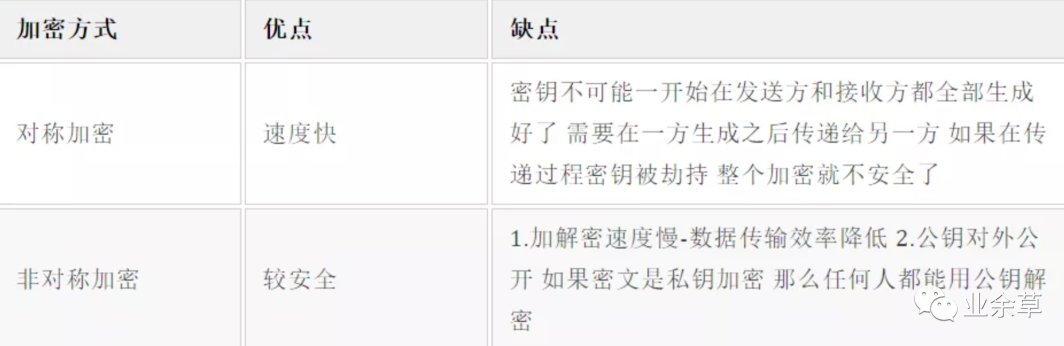 加密方式 优点 缺点
密钥不可能一开始在发送方和接收方都全部生成
对称加密 速度快 好了 需要在一方生成之后传递给另一方 如果在传
递过程密钥被劫持 整个加密就不安全了
1.加解密速度慢-数据传输效率降低 2.公钥对外公
非对称加密 较安全 开 如果密文是私钥加密 那么任何人都能用公钥解
密
业余草